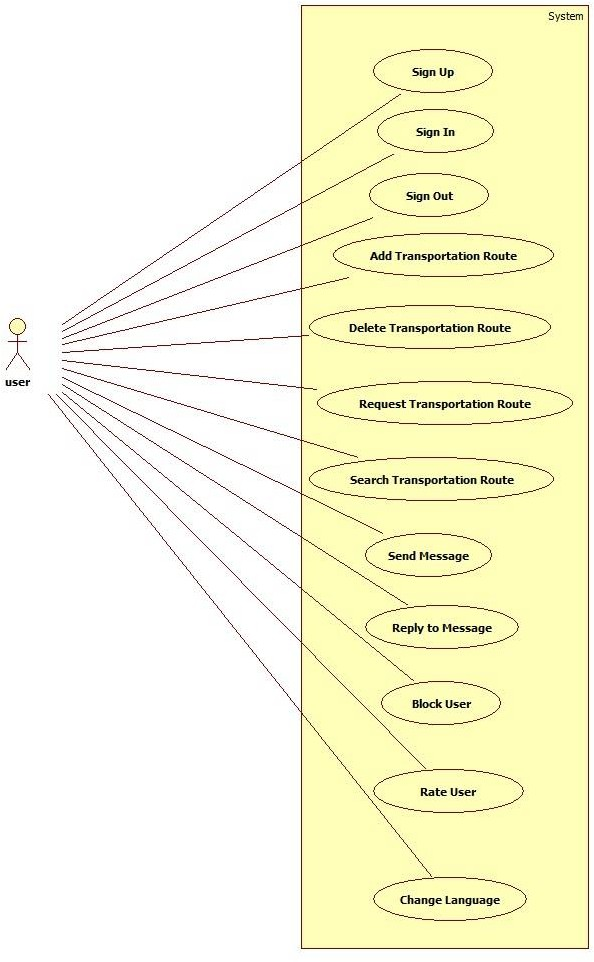 System
Sign Up
Sign In
Sign Out
Add Transportation Route
Delete Transportation Route
user
Request Transportation Route
Search Transportation Route
Send Message
Reply to Message
Block User
Rate User
Change Language